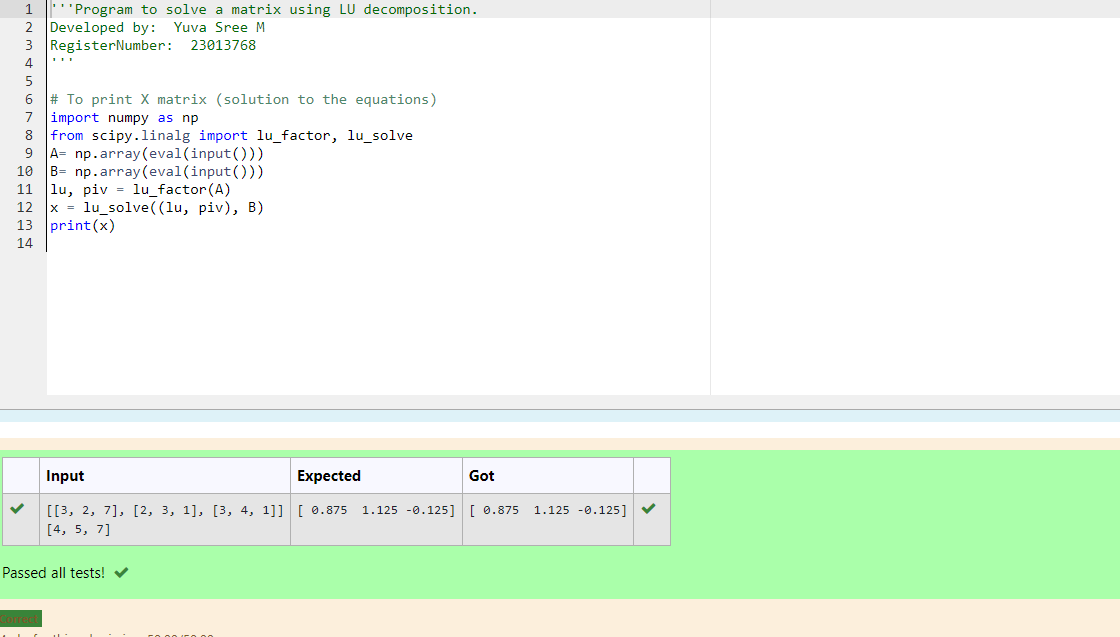 1 '''Program to solve a matrix using LU decomposition.
2 Developed by:  Yuva Sree M
3 RegisterNumber:  23013768
4 '''
5
6 # To print X matrix (solution to the equations)
7 import numpy as np
8 from scipy.linalg import lu_factor, lu_solve
9 A= np.array(eval(input()))
10 B= np.array(eval(input()))
11 lu, piv = lu_factor(A)
12 x = lu_solve((lu, piv), B)
13 print(x)
14
Input Expected Got
[[3, 2, 7], [2, 3, 1], [3, 4, 1]] [ 0.875  1.125 -0.125] [ 0.875  1.125 -0.125]
[4, 5, 7]
Passed all tests!
Correct